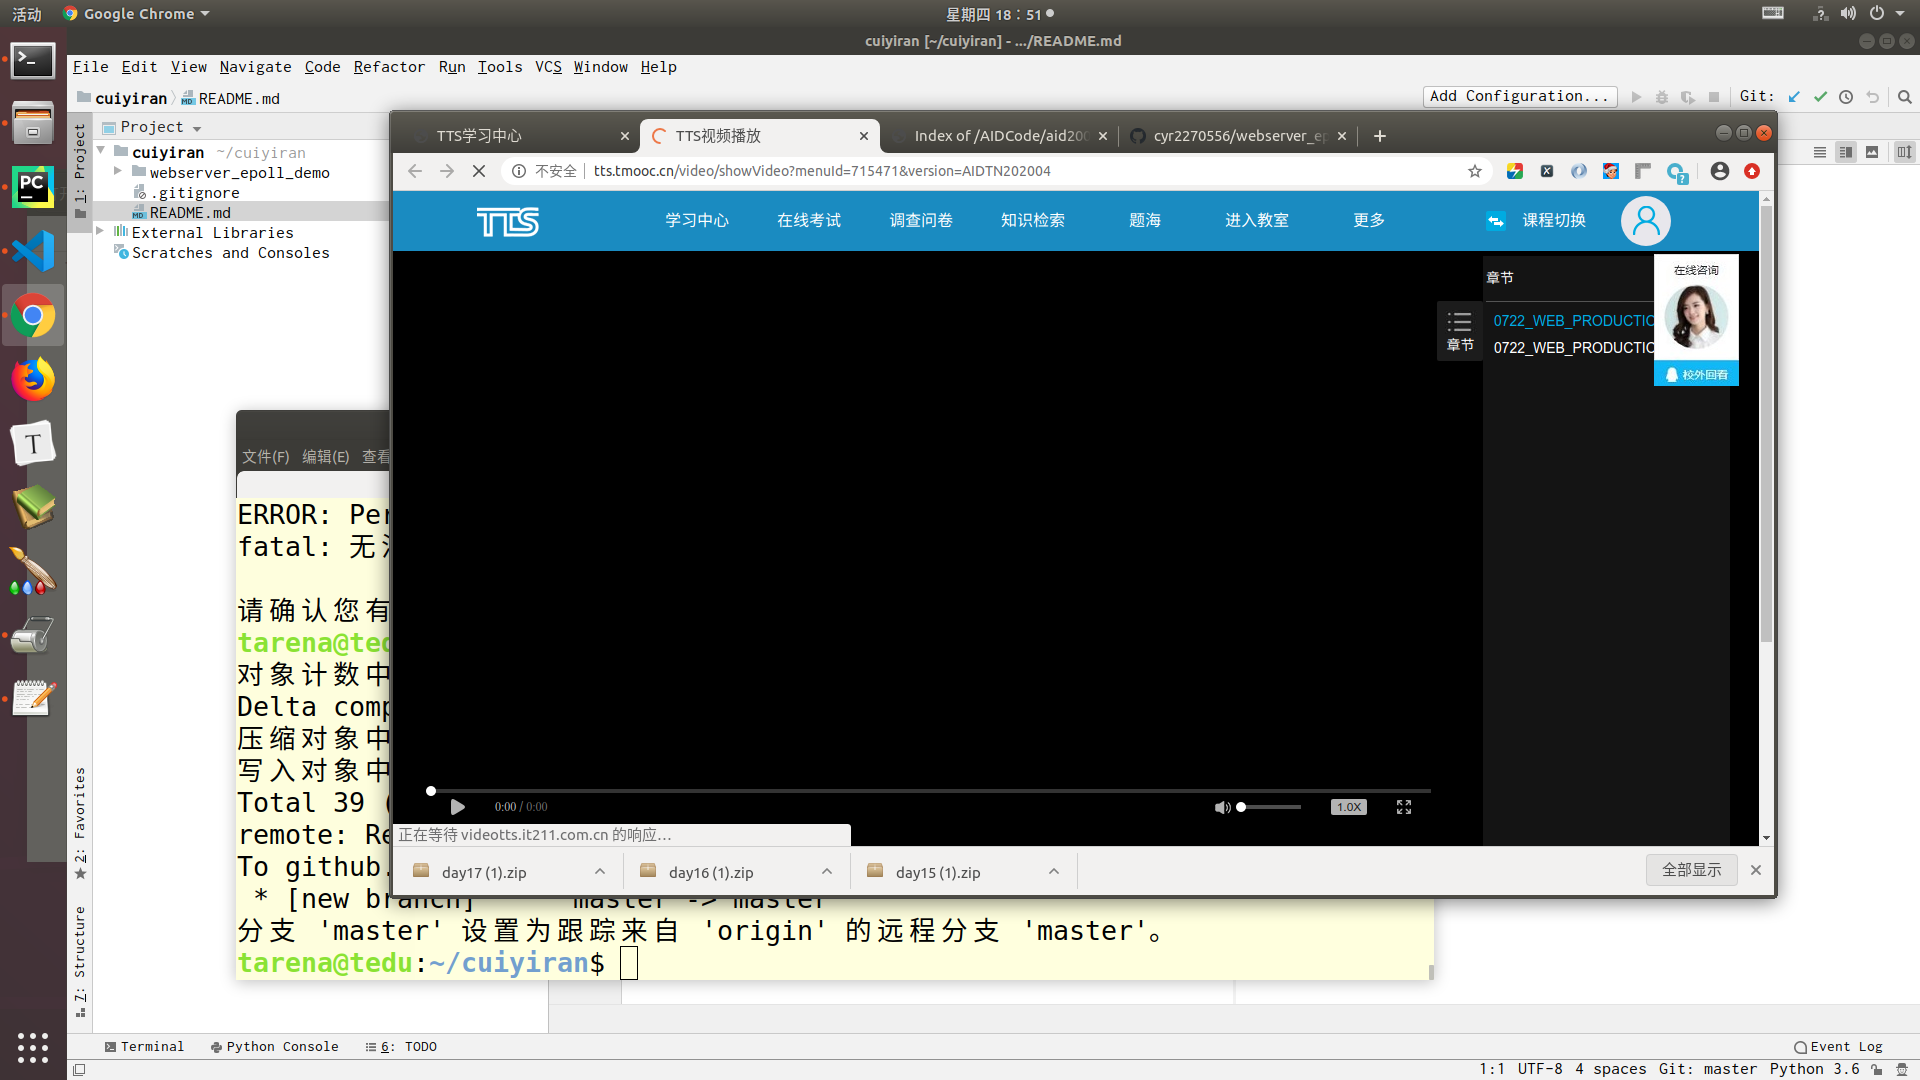 活动
Google Chrome
星期四 18：51
cuiyiran [~/cuiyiran] - .../README.md
File Edit View Navigate Code Refactor Run Tools VCS Window Help
cuiyiran README.md
Add Configuration...
Git:
1: Project
Project
cuiyiran ~/cuiyiran
webserver_epoll_demo
.gitignore
README.md
External Libraries
Scratches and Consoles
TTS学习中心
TTS视频播放
Index of /AIDCode/aid200
cyr2270556/webserver_ep
不安全
tts.tmooc.cn/video/showVideo?menuId=715471&version=AIDTN202004
TTS
学习中心 在线考试 调查问卷 知识检索 题海 进入教室 更多
课程切换
章节
在线咨询
0722_WEB_PRODUCTIO
章节
0722_WEB_PRODUCTIO
校外回看
0:00 / 0:00
1.0X
正在等待 videotts.it211.com.cn 的响应…
day17 (1).zip
day16 (1).zip
day15 (1).zip
全部显示
文件(F) 编辑(E) 查看
ERROR: Per
fatal: 无
请确认您有
tarena@ted
对象计数中
Delta comp
压缩对象中
写入对象中
Total 39 (
remote: Re
To github.
* [new branch] master -> master
分支 'master' 设置为跟踪来自 'origin' 的远程分支 'master'。
tarena@tedu:~/cuiyiran$
2: Favorites
7: Structure
Terminal
Python Console
6: TODO
Event Log
1:1 UTF-8 4 spaces Git: master Python 3.6